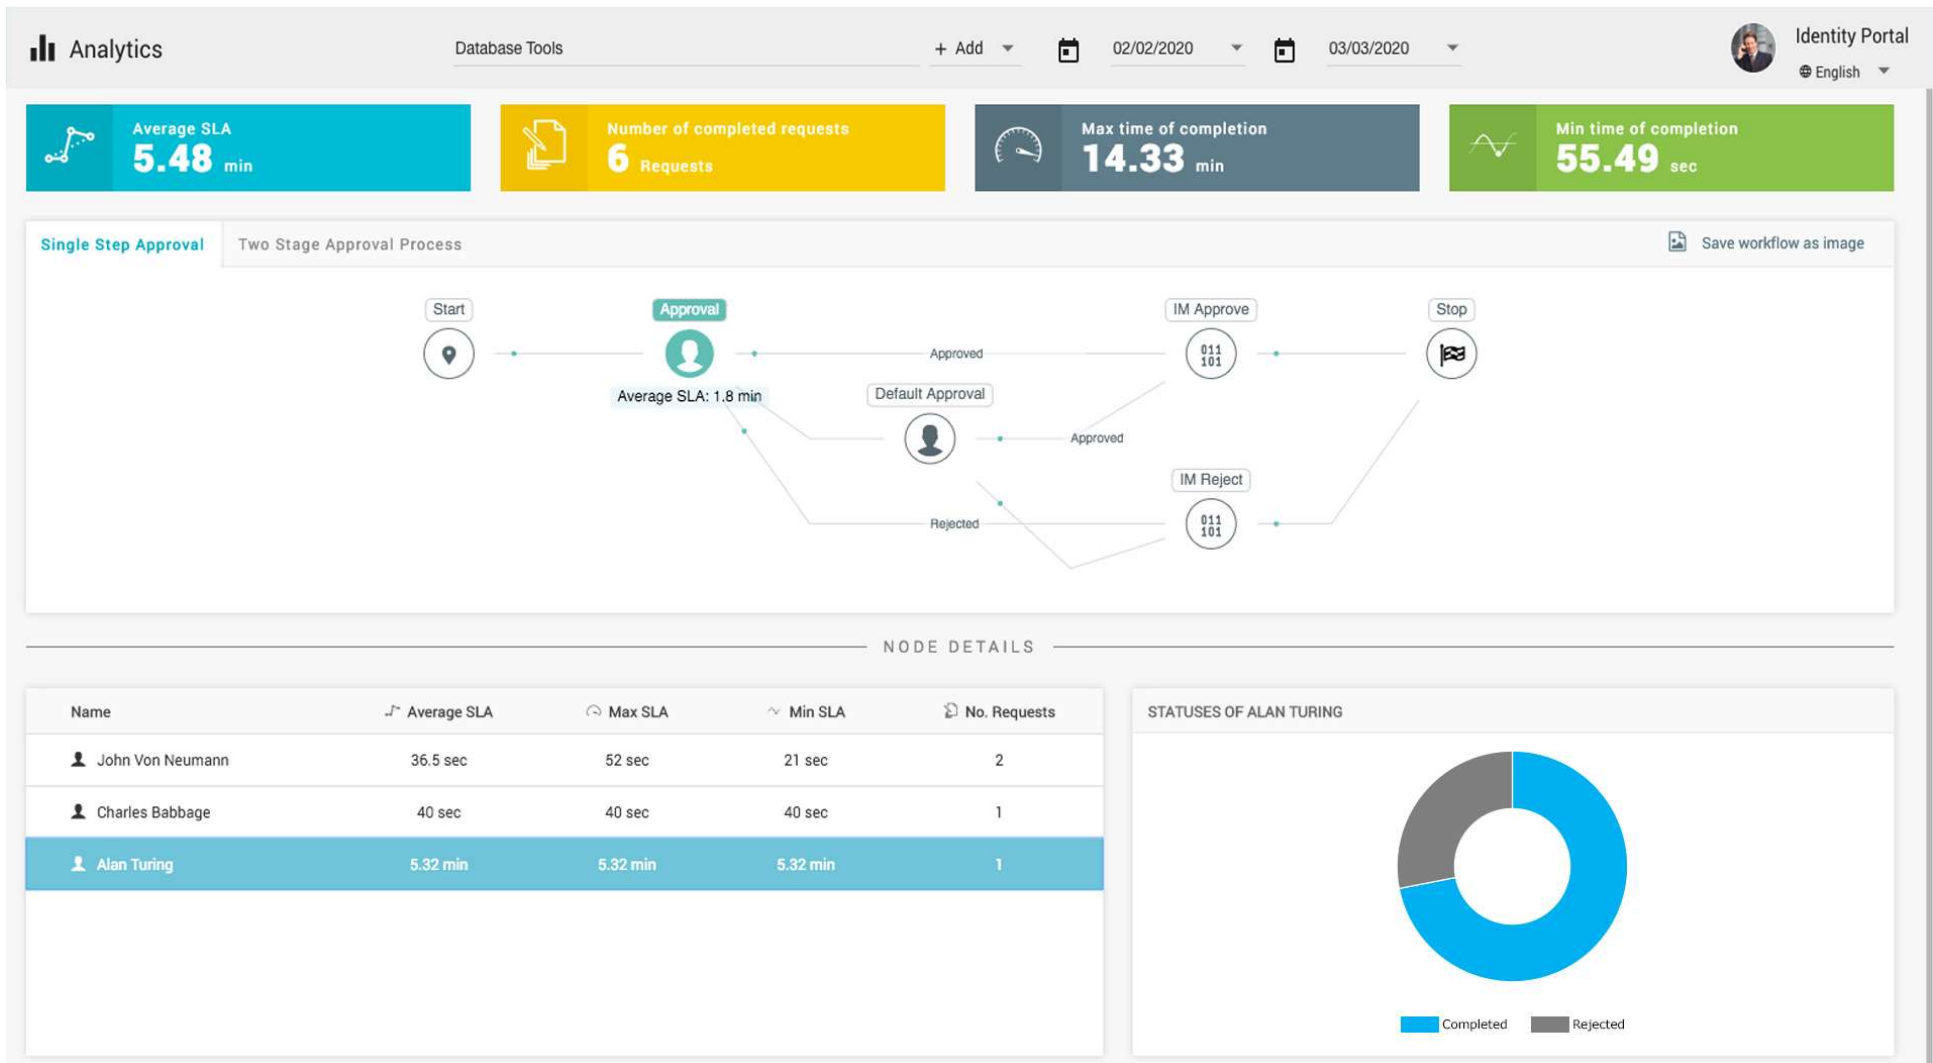 Analytics
Database Tools
+ Add
02/02/2020
03/03/2020
Identity Portal
English
Average SLA
5.48 min
Number of completed requests
6 Requests
Max time of completion
14.33 min
Min time of completion
55.49 sec
Single Step Approval
Two Stage Approval Process
Save workflow as image
Start
Approval
IM Approve
Stop
011
101
Approved
Average SLA: 1.8 min
Default Approval
Approved
IM Reject
011
101
Rejected
NODE DETAILS
Name Average SLA Max SLA Min SLA No. Requests
John Von Neumann 36.5 sec 52 sec 21 sec 2
Charles Babbage 40 sec 40 sec 40 sec 1
Alan Turing 5.32 min 5.32 min 5.32 min 1
STATUSES OF ALAN TURING
Completed Rejected